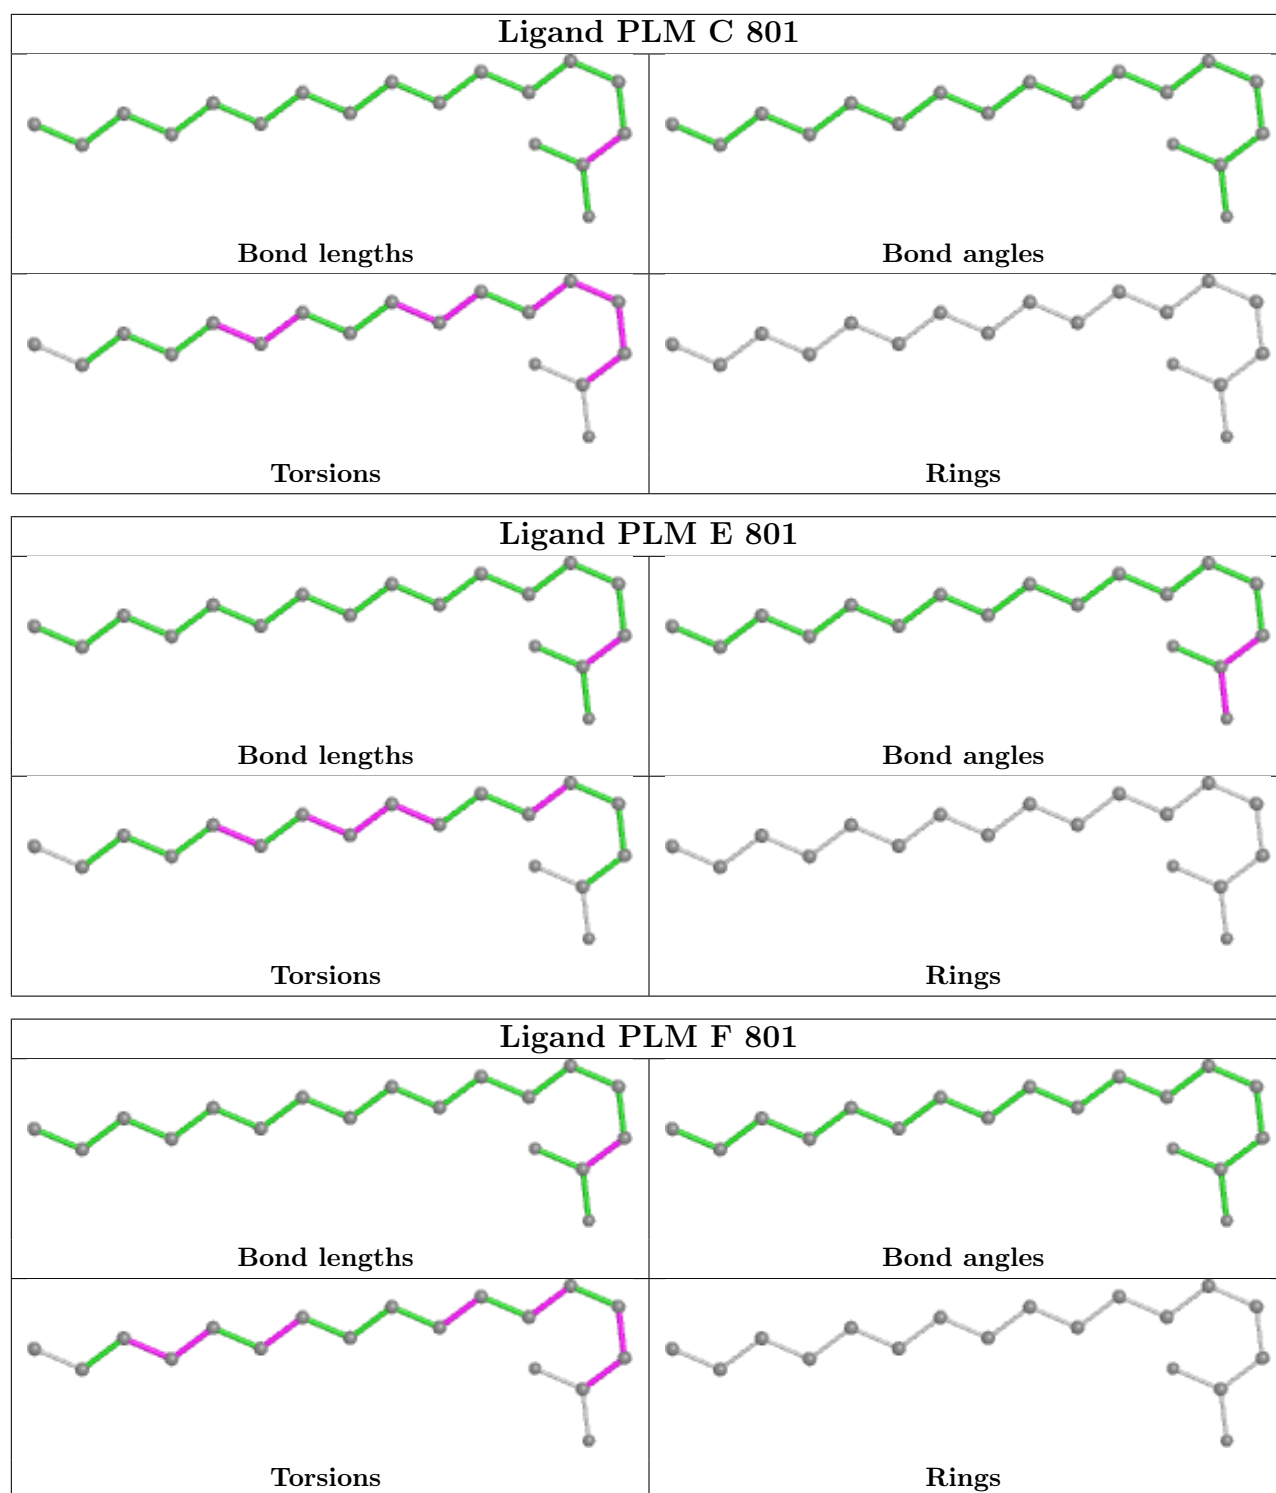 Ligand PLM C 801
Bond lengths
Bond angles
Torsions
Rings
Ligand PLM E 801
Bond lengths
Bond angles
Torsions
Rings
Ligand PLM F 801
Bond lengths
Bond angles
Torsions
Rings